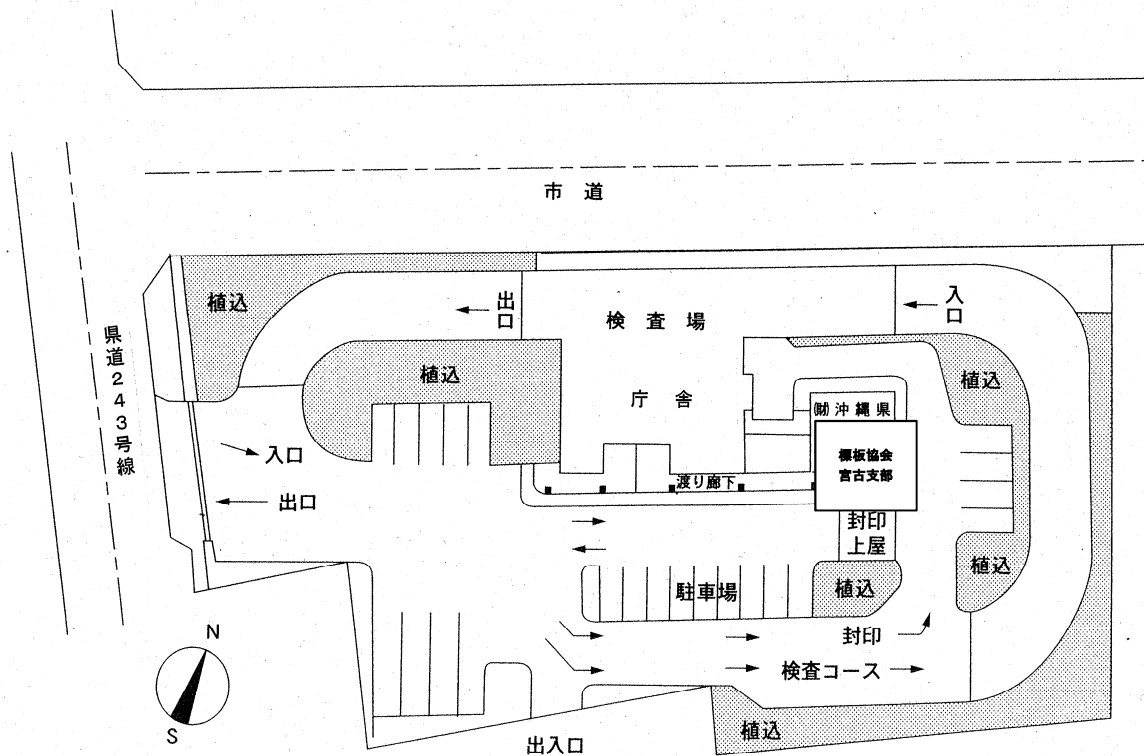 市道
植込
出口
検査場
入口
県道243号線
植込
庁舎
植込
㈶沖縄県
標板協会
宮古支部
入口
渡り廊下
出口
封印
上屋
植込
駐車場
植込
封印
検査コース
N
S
植込
出入口